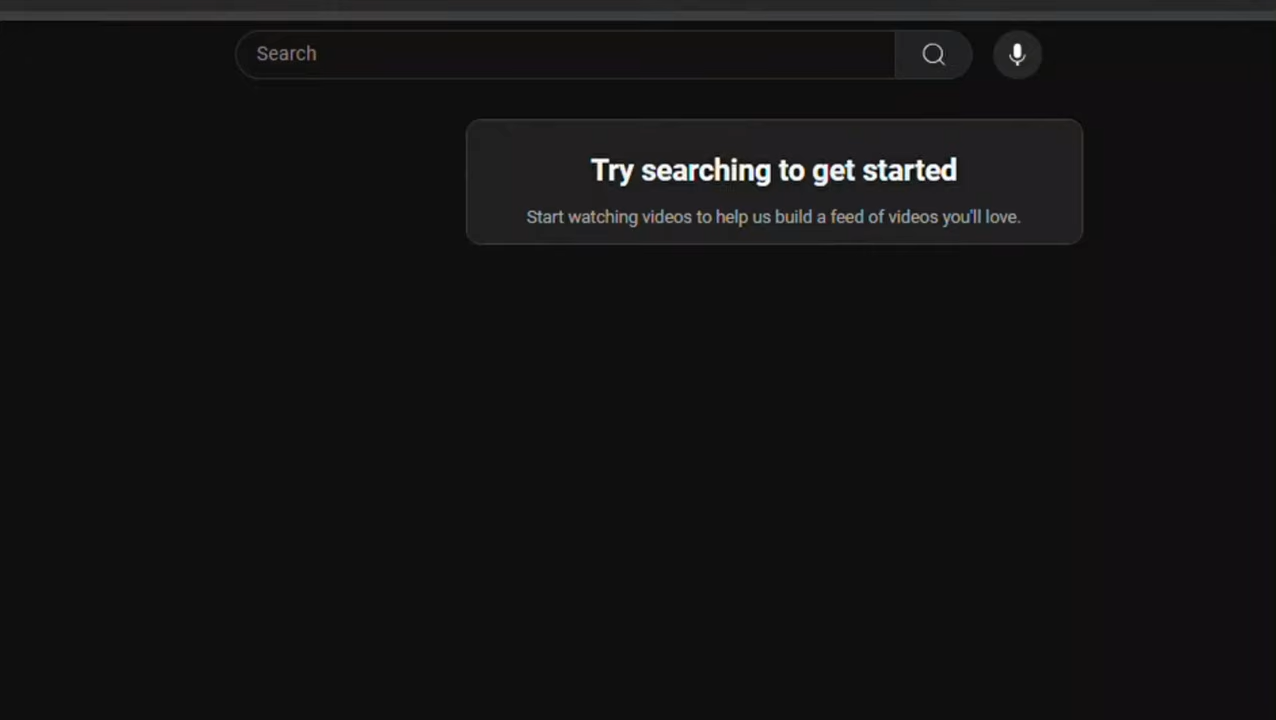 Search
Try searching to get started
Start watching videos to help us build a feed of videos you'll love.